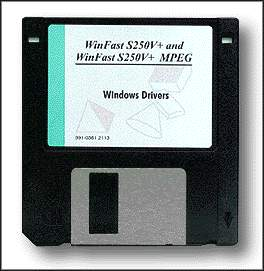 WinFast S250V+ and
WinFast S250V+ MPEG
Windows Drivers